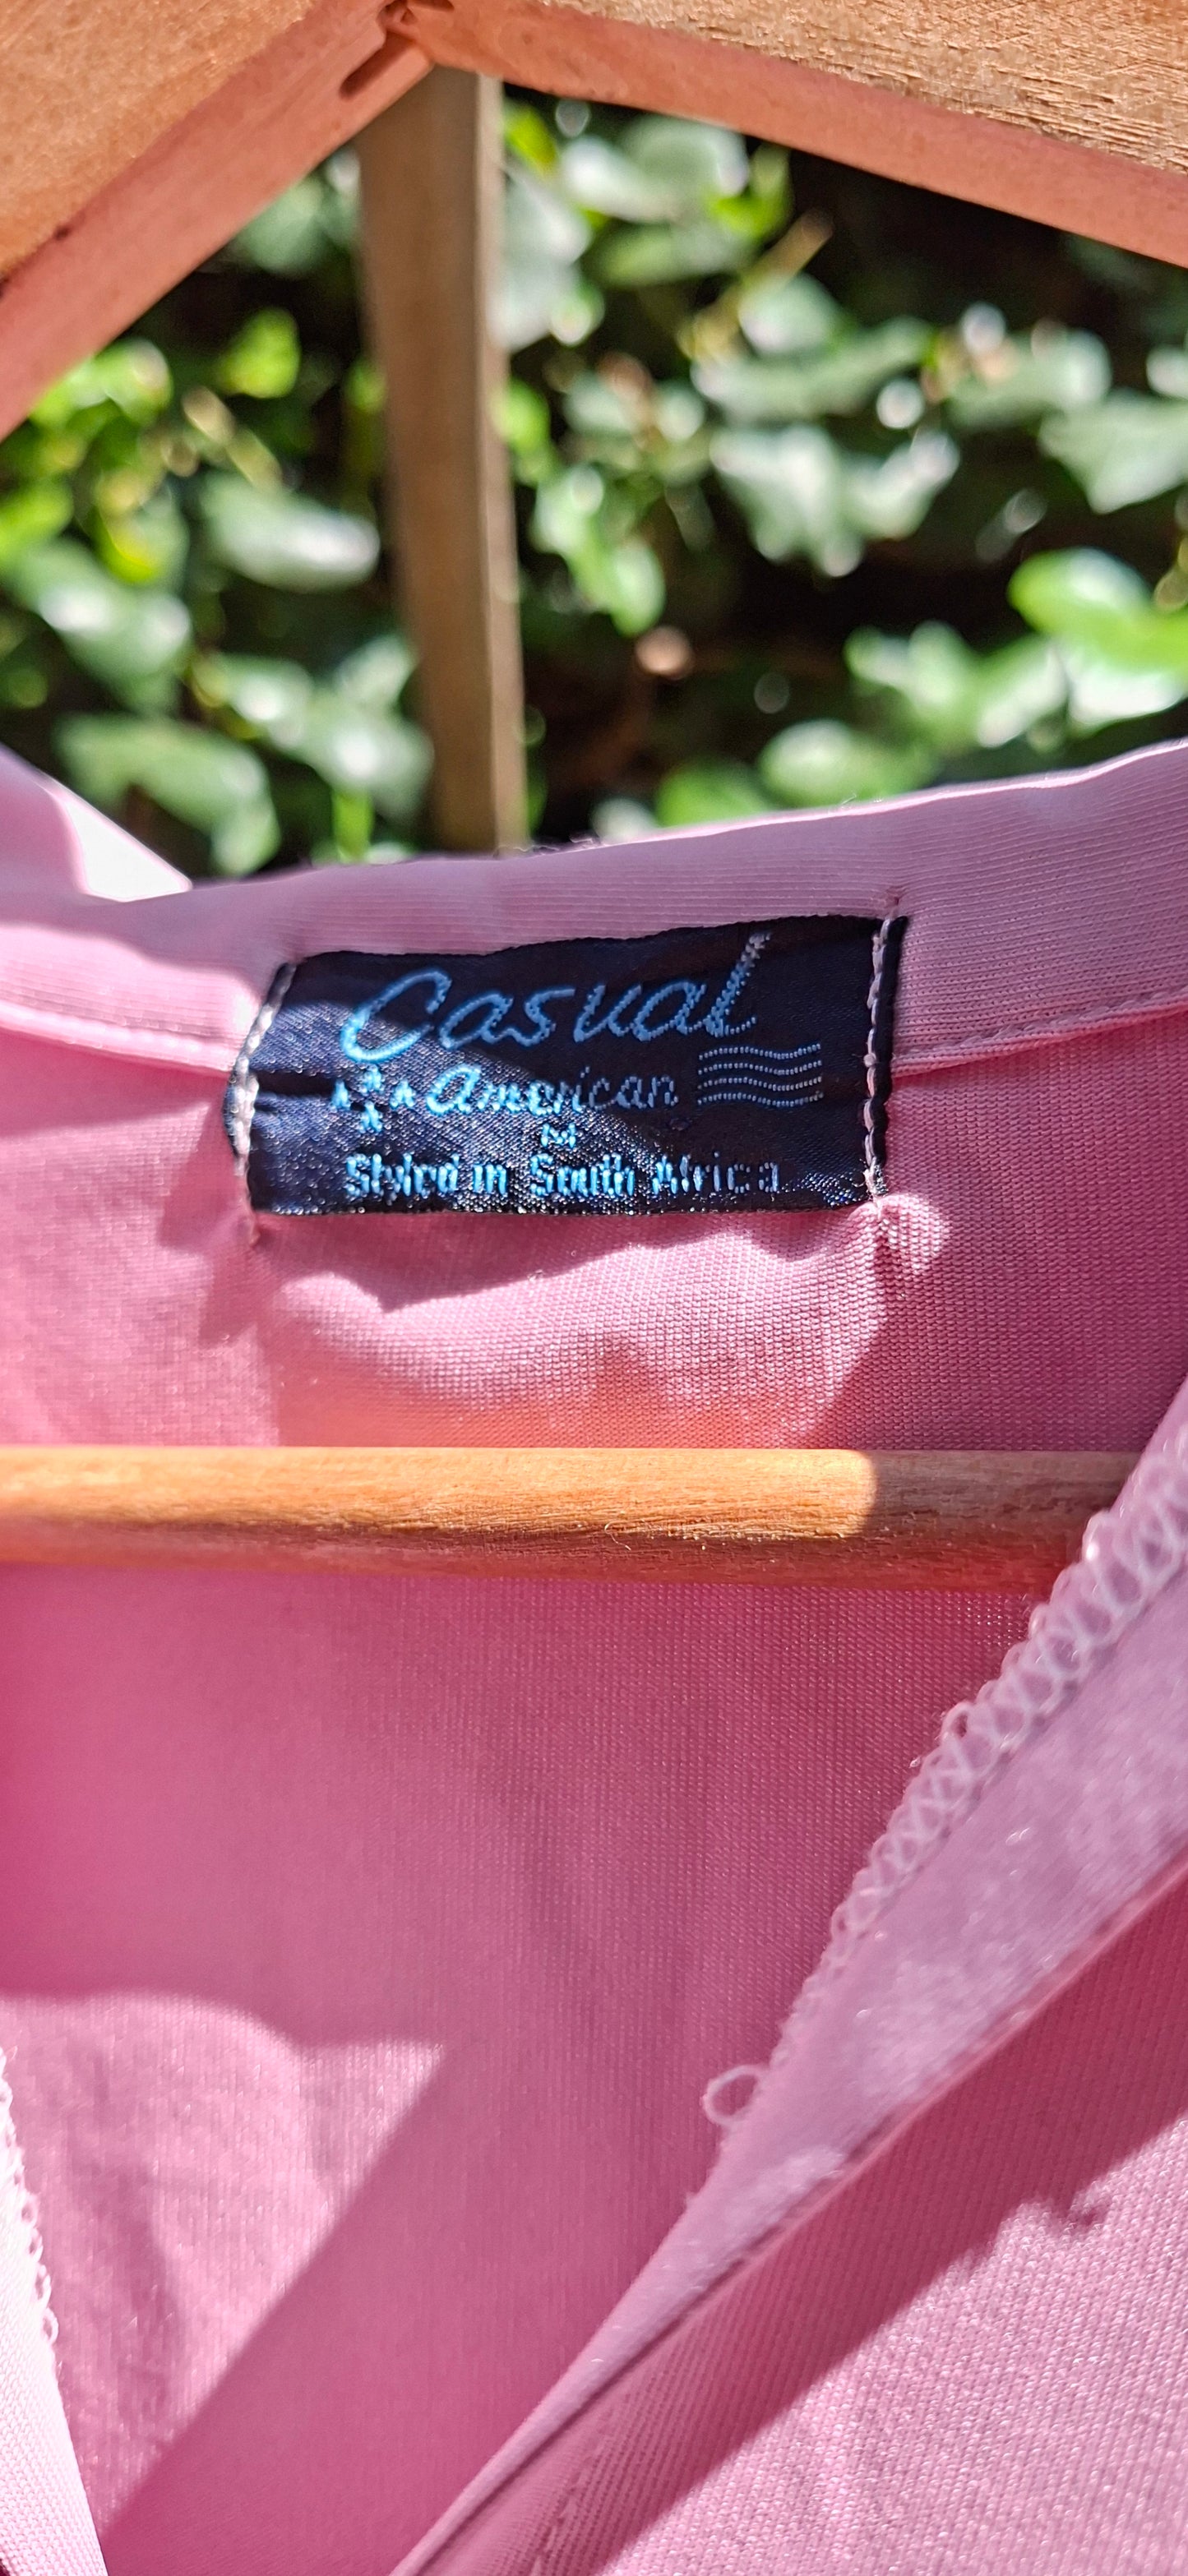 Casual
American
M
Styled in South Africa